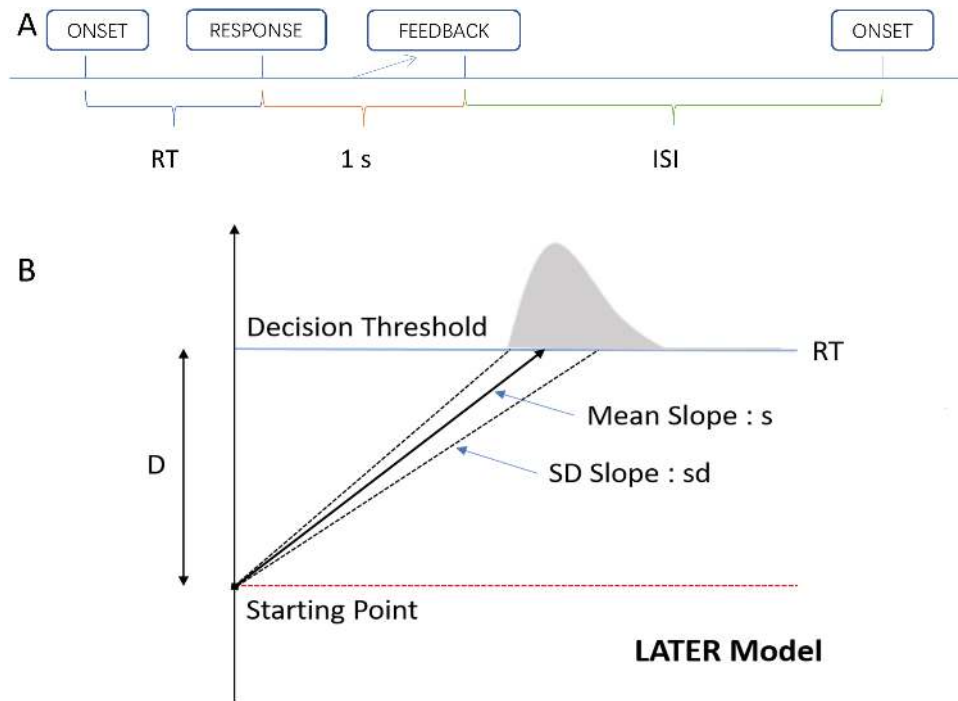 A
ONSET
RESPONSE
FEEDBACK
ONSET
RT
1 s
ISI
B
Decision Threshold
RT
Mean Slope : s
D
SD Slope : sd
Starting Point
LATER Model